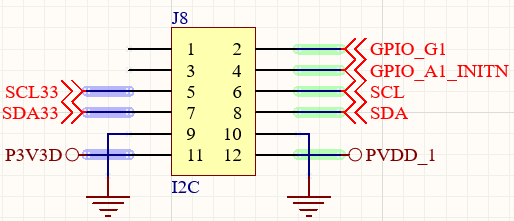 J8
1 2 GPIO_G1
3 4 GPIO_A1_INITN
SCL33 5 6 SCL
SDA33 7 8 SDA
9 10
P3V3D 11 12 PVDD_1
I2C